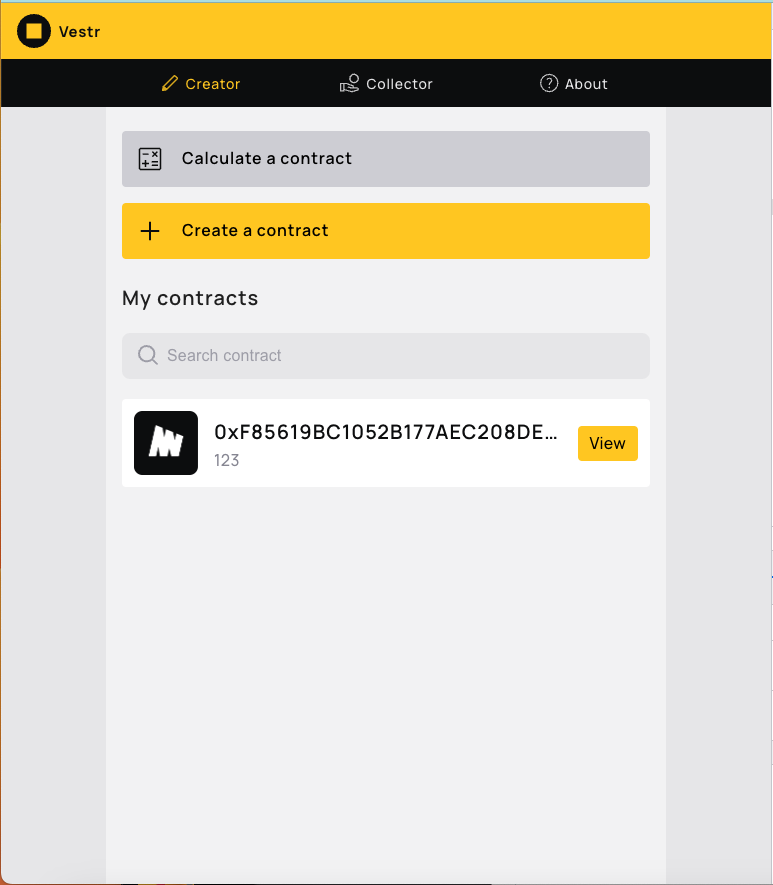 Vestr
Creator
Collector
About
Calculate a contract
Create a contract
My contracts
Search contract
0xF85619BC1052B177AEC208DE...
123
View